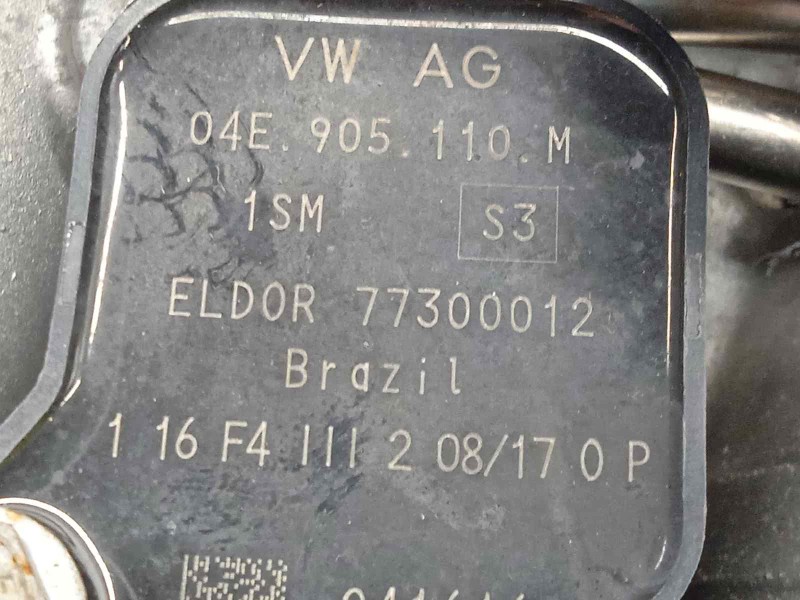 VW AG
04E.905.110.M
1SM S3
ELDOR 77300012
Brazil
1 16 F4 III 2 08/17 0 P